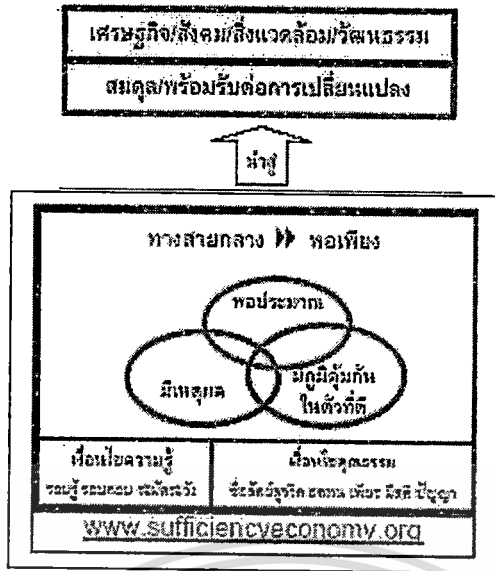 เศรษฐกิจ/สังคม/สิ่งแวดล้อม/วัฒนธรรม
สมดุล/พร้อมรับต่อการเปลี่ยนแปลง
นำสู่
ทางสายกลาง พอเพียง
พอประมาณ
มีเหตุผล
มีภูมิคุ้มกัน
ในตัวที่ดี
เงื่อนไขความรู้
รอบรู้ รอบคอบ ระมัดระวัง
เงื่อนไขคุณธรรม
ซื่อสัตย์สุจริต อดทน เพียร มีสติ ปัญญา
www.sufficiencyeconomy.org